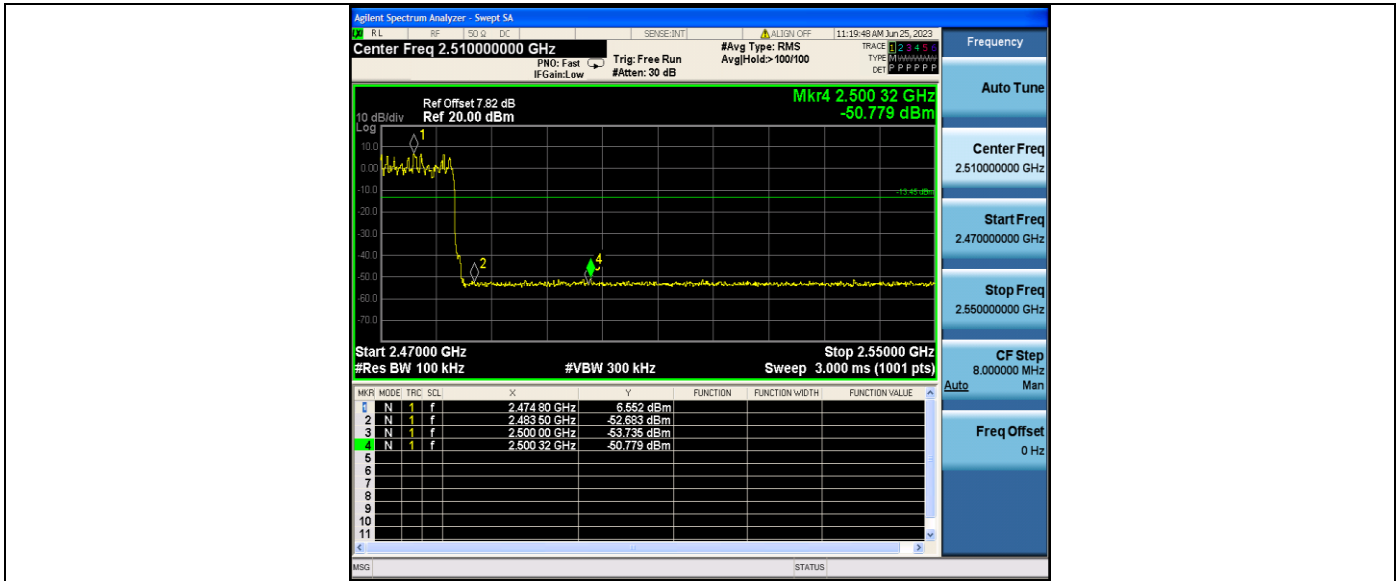 Agilent Spectrum Analyzer - Swept SA
RL RF 50 Ω DC SENSE:INT ALIGN OFF 11:19:48 AM Jun 25, 2023
Center Freq 2.510000000 GHz #Avg Type: RMS TRACE 1 2 3 4 5 6
PNO: Fast Trig: Free Run Avg|Hold:>100/100 TYPE M WWWWW
IFGain:Low #Atten: 30 dB DET P P P P P P
Mkr4 2.500 32 GHz
Ref Offset 7.82 dB
10 dB/div Ref 20.00 dBm -50.779 dBm
Log
10.0
0.00
-10.0
-13.45 dBm
-20.0
-30.0
-40.0
-50.0
-60.0
-70.0
1
2
4
Start 2.47000 GHz Stop 2.55000 GHz
#Res BW 100 kHz #VBW 300 kHz Sweep 3.000 ms (1001 pts)
MKR MODE TRC SCL X Y FUNCTION FUNCTION WIDTH FUNCTION VALUE
1 N 1 f 2.474 80 GHz 6.552 dBm
2 N 1 f 2.483 50 GHz -52.683 dBm
3 N 1 f 2.500 00 GHz -53.735 dBm
4 N 1 f 2.500 32 GHz -50.779 dBm
5
6
7
8
9
10
11
MSG STATUS
Frequency
Auto Tune
Center Freq
2.510000000 GHz
Start Freq
2.470000000 GHz
Stop Freq
2.550000000 GHz
CF Step
8.000000 MHz
Auto Man
Freq Offset
0 Hz